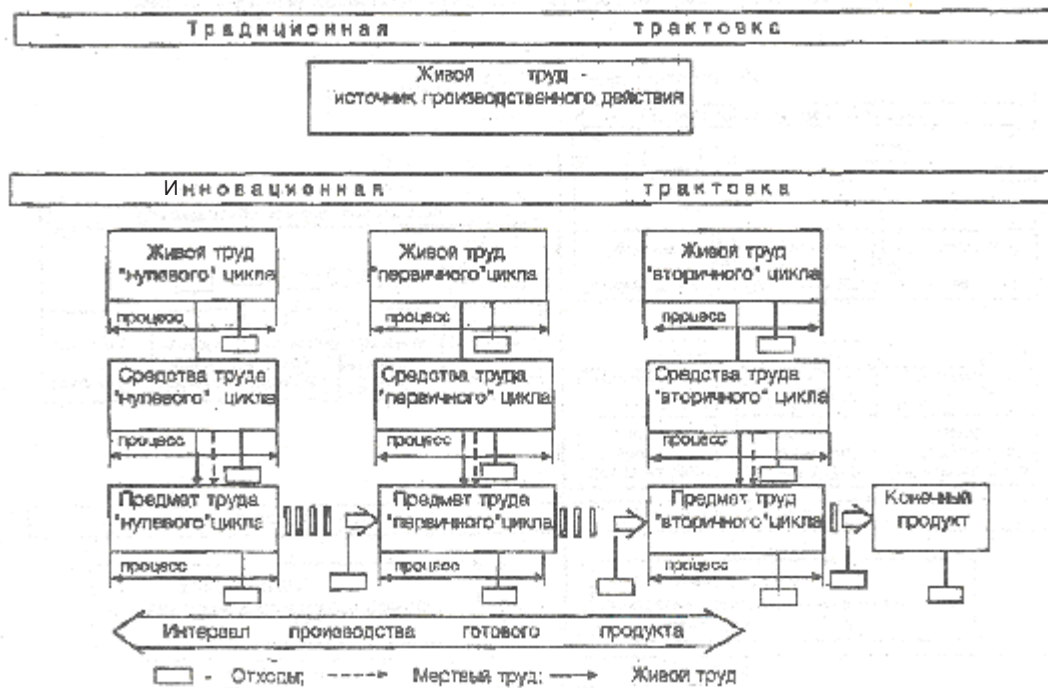 Традиционная трактовка
Живой труд -
источник производственного действия
Инновационная трактовка
Живой труд
"нулевого" цикла
Живой труд
"первичного" цикла
Живой труд
"вторичного" цикла
процесс
процесс
процесс
Средства труда
"нулевого" цикла
Средства труда
"первичного" цикла
Средства труда
"вторичного" цикла
процесс
процесс
процесс
Предмет труда
"нулевого" цикла
Предмет труда
"первичного" цикла
Предмет труд
"вторичного" цикла
Конечный
продукт
процесс
процесс
процесс
Интервал производства готового продукта
- Отходы; Мертвый труд; Живой труд